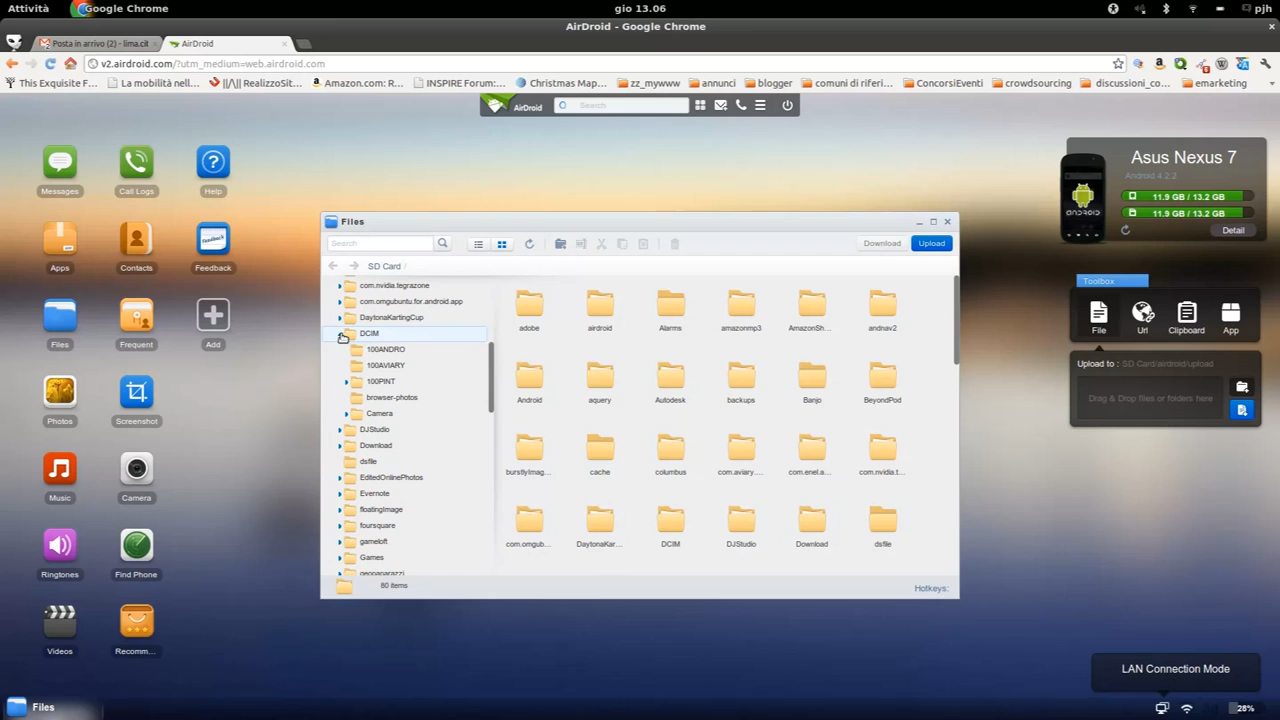 Attività
Google Chrome
gio 13.06
pjh
AirDroid - Google Chrome
Posta in arrivo (2) - lima.cit
AirDroid
v2.airdroid.com/?utm_medium=web.airdroid.com
This Exquisite F...
La mobilità nell...
||/\|| RealizzoSit...
Amazon.com: R...
INSPIRE Forum:...
Christmas Map...
zz_mywww
annunci
blogger
comuni di riferi...
ConcorsiEventi
crowdsourcing
discussioni_co...
emarketing
AirDroid
Search
Messages
Call Logs
Help
Apps
Contacts
Feedback
Feedback
Files
Frequent
Add
Photos
Screenshot
Music
Camera
Ringtones
Find Phone
Videos
Recomm...
Files
Search
Download
Upload
SD Card /
com.nvidia.tegrazone
com.omgubuntu.for.android.app
DaytonaKartingCup
DCIM
100ANDRO
100AVIARY
100PINT
browser-photos
Camera
DJStudio
Download
dsfile
EditedOnlinePhotos
Evernote
floatingImage
foursquare
gameloft
Games
geopaparazzi
adobe
airdroid
Alarms
amazonmp3
AmazonSh...
andnav2
Android
aquery
Autodesk
backups
Banjo
BeyondPod
burstlyImag...
cache
columbus
com.aviary....
com.enel.a...
com.nvidia.t...
com.omgub...
DaytonaKar...
DCIM
DJStudio
Download
dsfile
80 items
Hotkeys:
Asus Nexus 7
Android 4.2.2
11.9 GB / 13.2 GB
11.9 GB / 13.2 GB
Detail
ANDROID
Toolbox
File
Url
Clipboard
App
Upload to : SD Card/airdroid/upload
Drag & Drop files or folders here
LAN Connection Mode
Files
28%